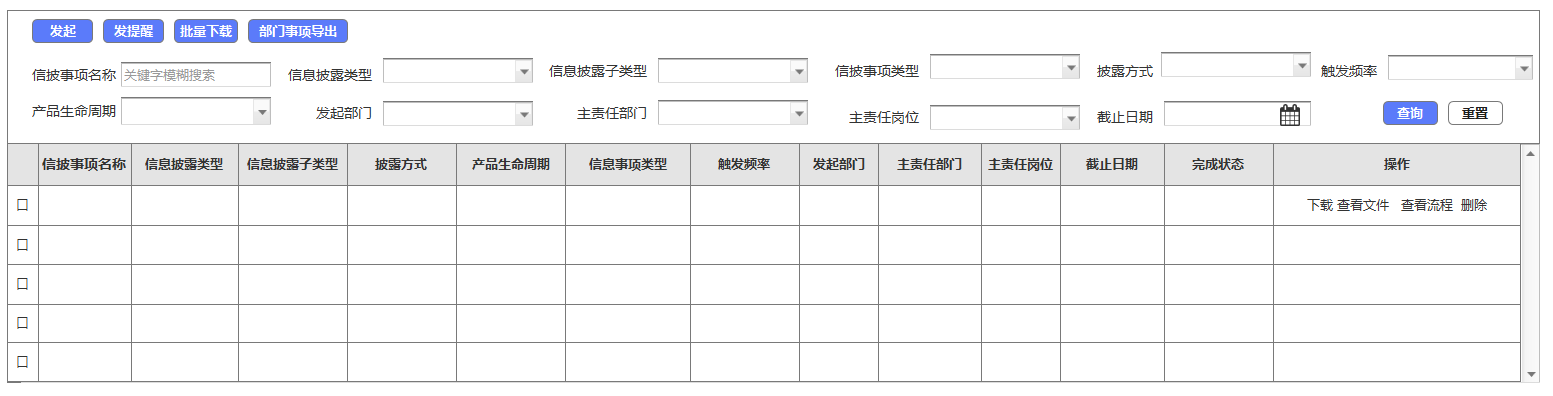 发起 发提醒 批量下载 部门事项导出
信披事项名称 关键字模糊搜索 信息披露类型 信息披露子类型 信披事项类型 披露方式 触发频率
产品生命周期 发起部门 主责任部门 主责任岗位 截止日期 查询 重置
信披事项名称 信息披露类型 信息披露子类型 披露方式 产品生命周期 信息事项类型 触发频率 发起部门 主责任部门 主责任岗位 截止日期 完成状态 操作
口 下载 查看文件 查看流程 删除
口
口
口
口